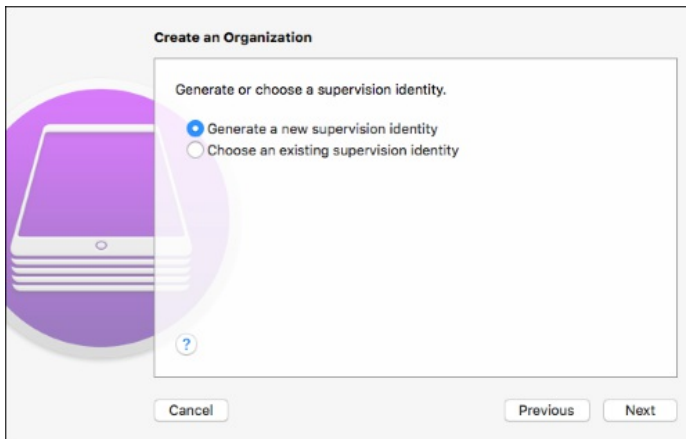 Create an Organization
Generate or choose a supervision identity.
Generate a new supervision identity
Choose an existing supervision identity
?
Cancel
Previous
Next